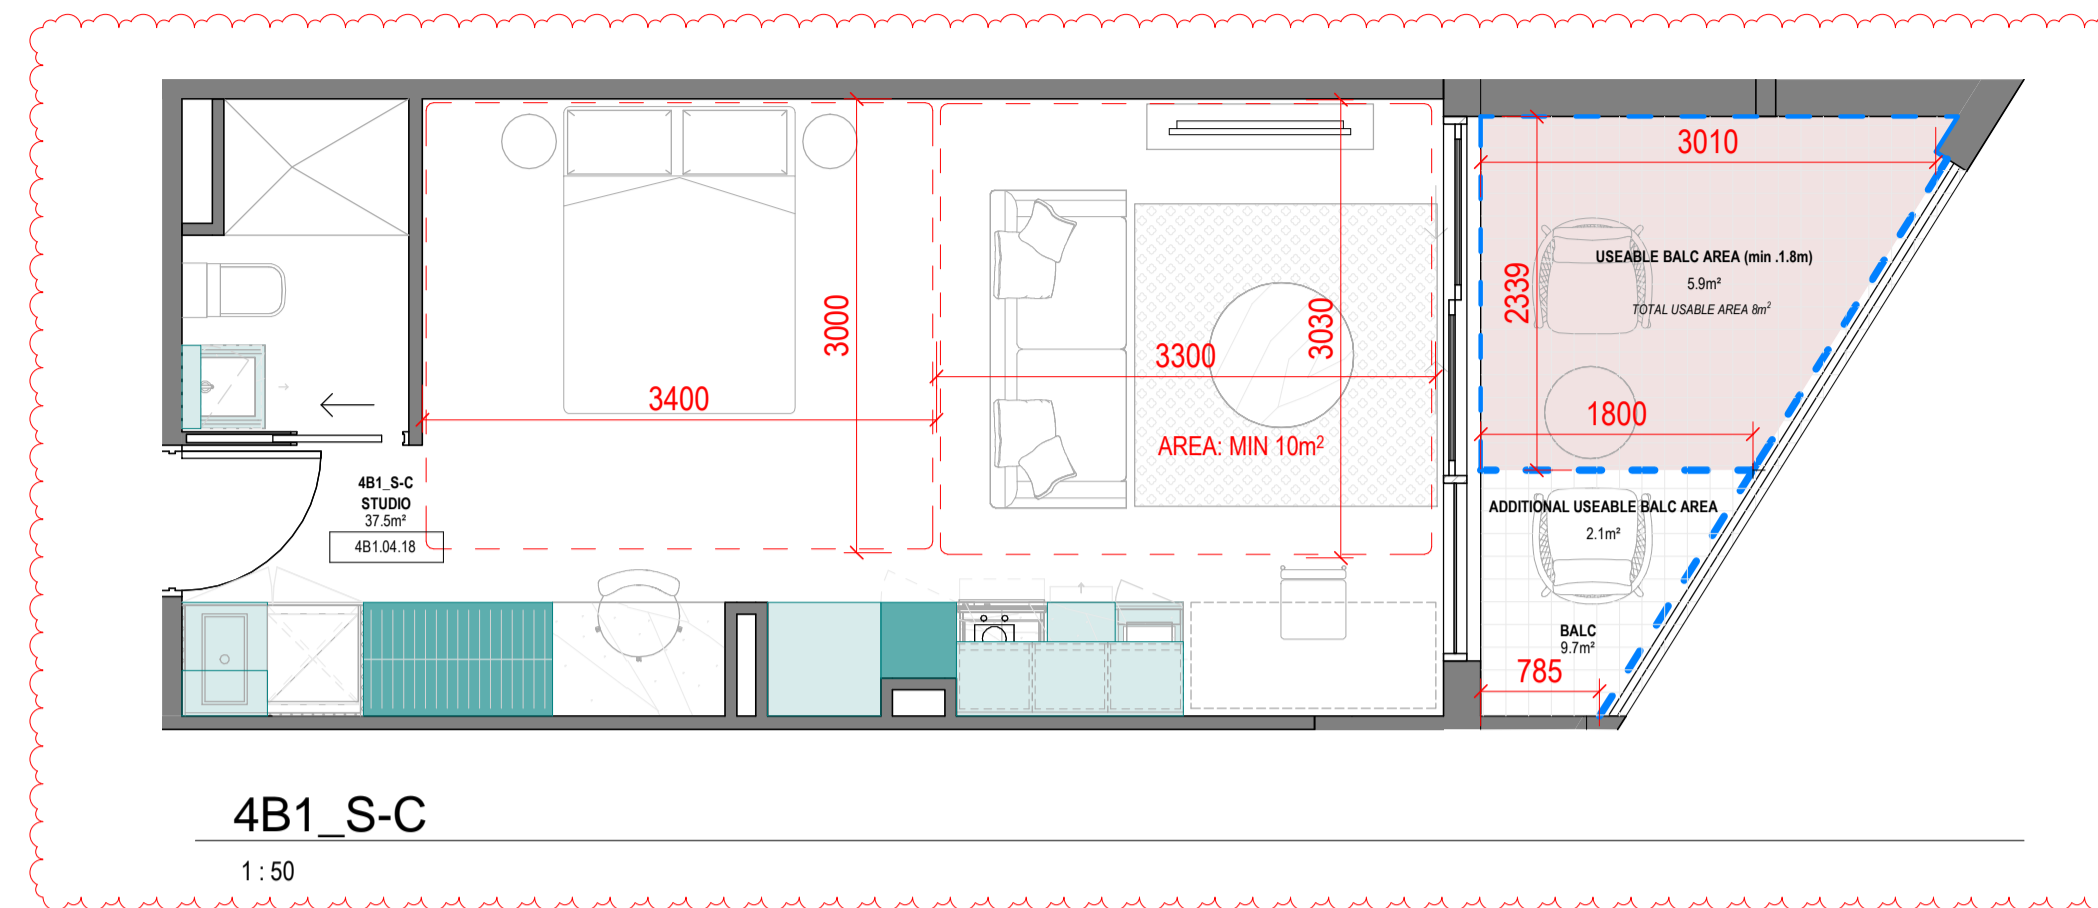 3010
USEABLE BALC AREA (min .1.8m)
5.9m²
TOTAL USABLE AREA 8m²
2339
3000
3030
3300
3400
1800
AREA: MIN 10m²
4B1_S-C
STUDIO
37.5m²
4B1.04.18
ADDITIONAL USEABLE BALC AREA
2.1m²
BALC
9.7m²
785
4B1_S-C
1 : 50